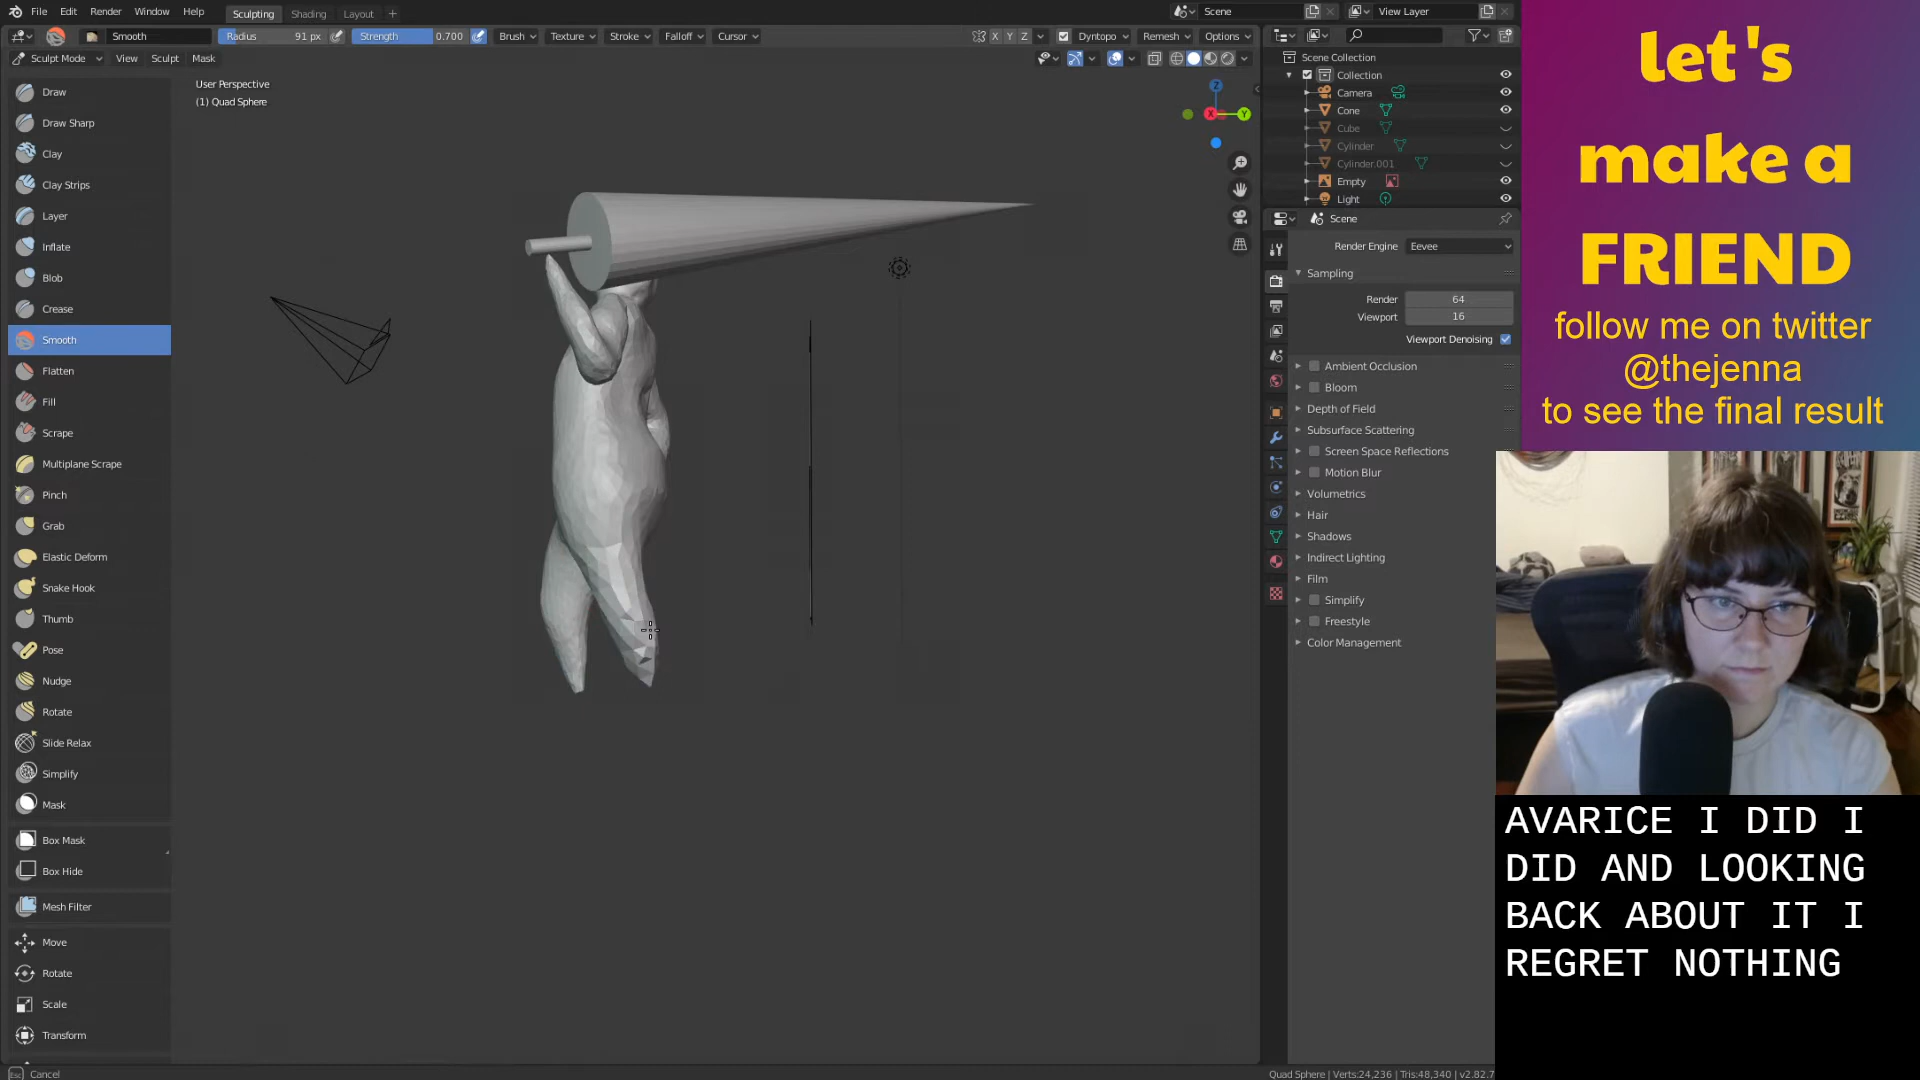 File Edit Render Window Help Sculpting Shading Layout + Scene View Layer
Smooth Radius 91 px Strength 0.700 Brush Texture Stroke Falloff Cursor X Y Z Dyntopo Remesh Options
Sculpt Mode View Sculpt Mask
User Perspective
(1) Quad Sphere
Draw
Draw Sharp
Clay
Clay Strips
Layer
Inflate
Blob
Crease
Smooth
Flatten
Fill
Scrape
Multiplane Scrape
Pinch
Grab
Elastic Deform
Snake Hook
Thumb
Pose
Nudge
Rotate
Slide Relax
Simplify
Mask
Box Mask
Box Hide
Mesh Filter
Move
Rotate
Scale
Transform
Esc Cancel
Z
X Y
Scene Collection
Collection
Camera
Cone
Cube
Cylinder
Cylinder.001
Empty
Light
Scene
Render Engine Eevee
Sampling
Render 64
Viewport 16
Viewport Denoising
Ambient Occlusion
Bloom
Depth of Field
Subsurface Scattering
Screen Space Reflections
Motion Blur
Volumetrics
Hair
Shadows
Indirect Lighting
Film
Simplify
Freestyle
Color Management
Quad Sphere | Verts:24,236 | Tris:48,340 | v2.82.7
let's
make a
FRIEND
follow me on twitter
@thejenna
to see the final result
AVARICE I DID I
DID AND LOOKING
BACK ABOUT IT I
REGRET NOTHING